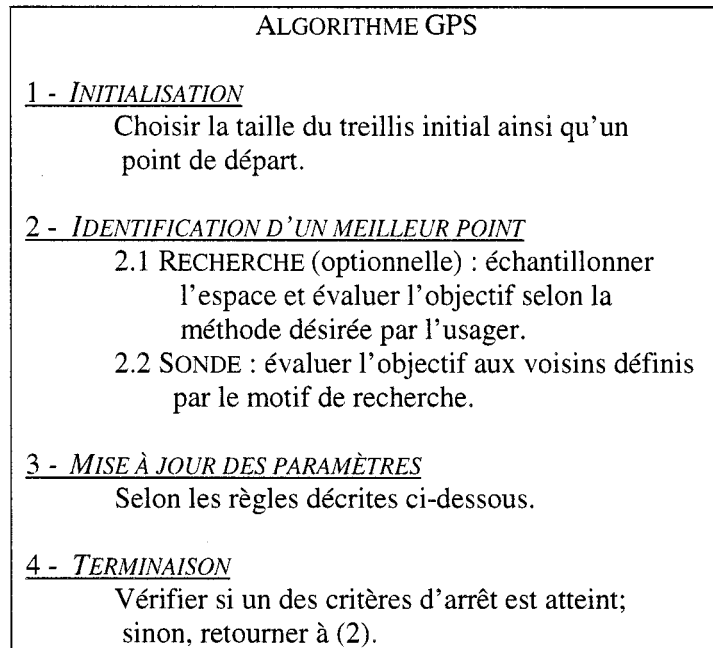 ALGORITHME GPS
1 - INITIALISATION
Choisir la taille du treillis initial ainsi qu'un
point de départ.
2 - IDENTIFICATION D'UN MEILLEUR POINT
2.1 RECHERCHE (optionnelle) : échantillonner
l'espace et évaluer l'objectif selon la
méthode désirée par l'usager.
2.2 SONDE : évaluer l'objectif aux voisins définis
par le motif de recherche.
3 - MISE À JOUR DES PARAMÈTRES
Selon les règles décrites ci-dessous.
4 - TERMINAISON
Vérifier si un des critères d'arrêt est atteint;
sinon, retourner à (2).